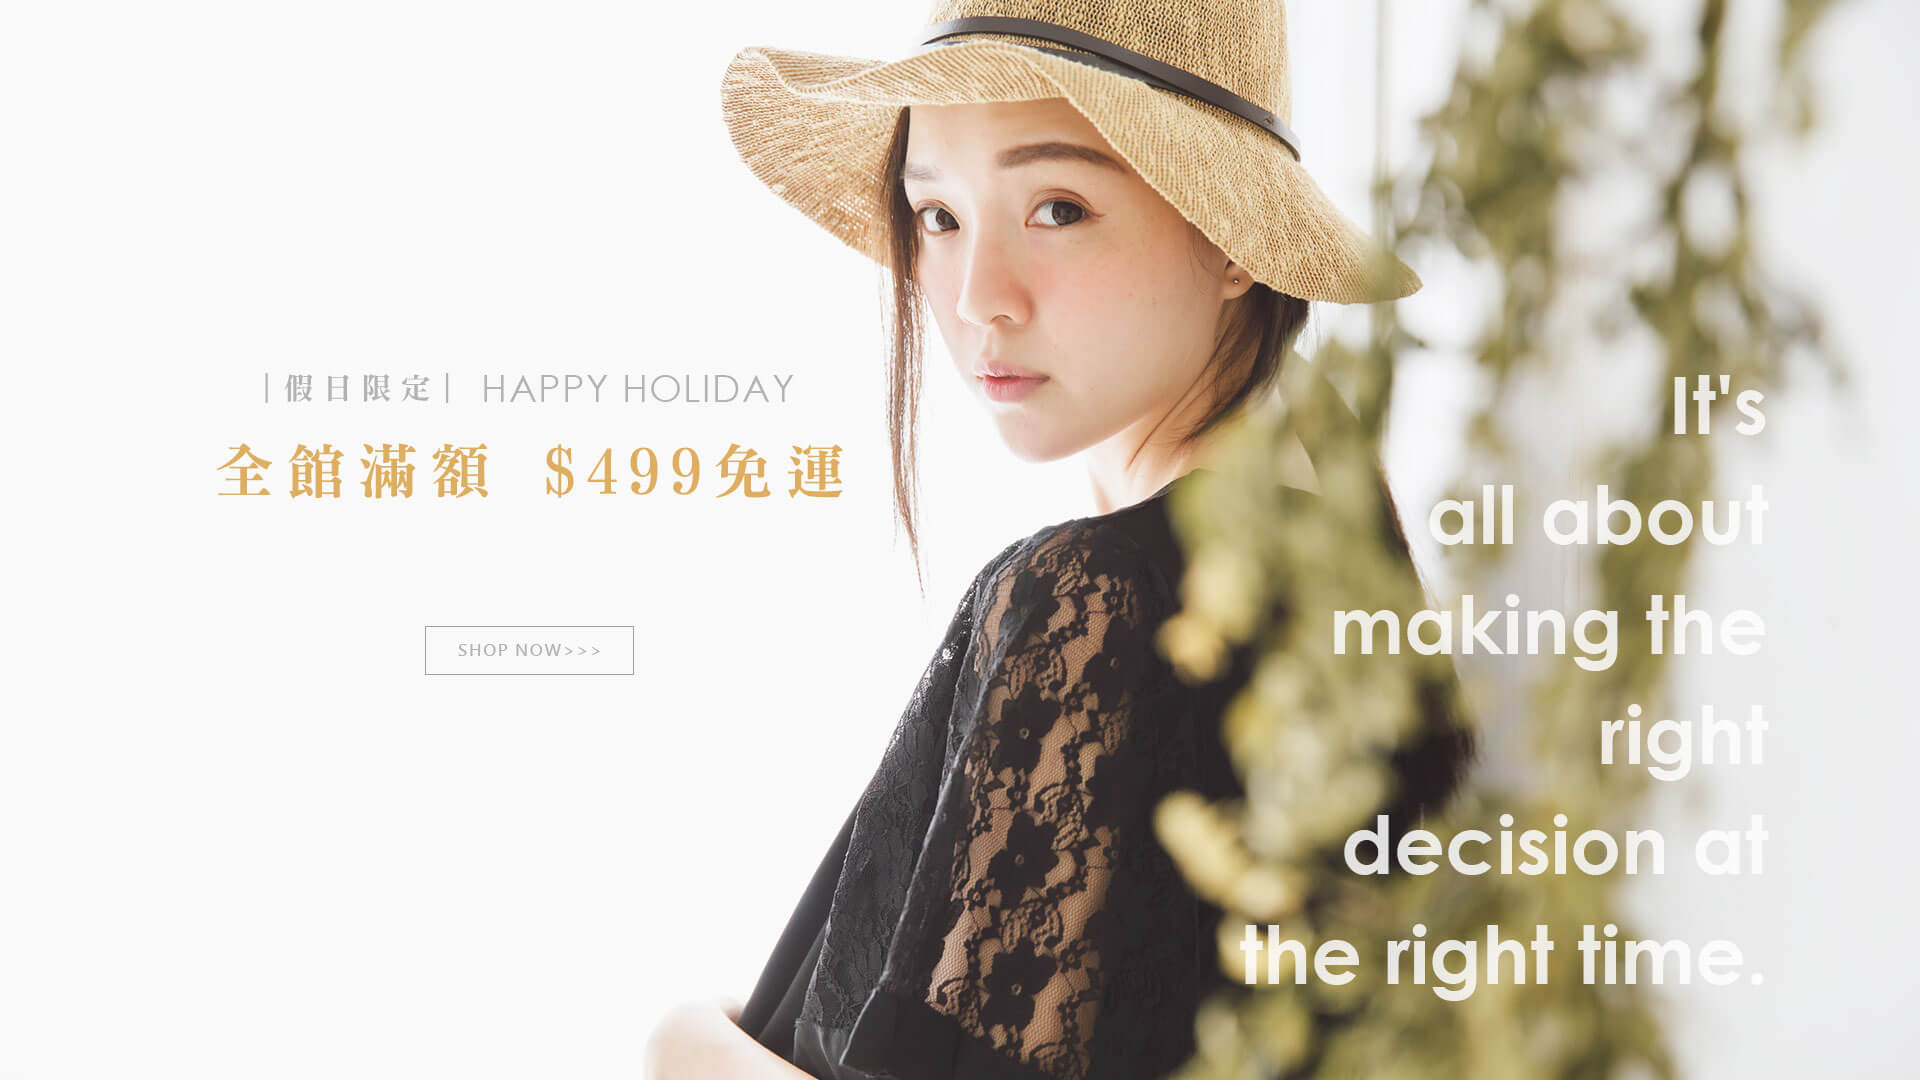 |假日限定| HAPPY HOLIDAY
全館滿額 $499免運
SHOP NOW>>>
It's
all about
making the
right
decision at
the right time.